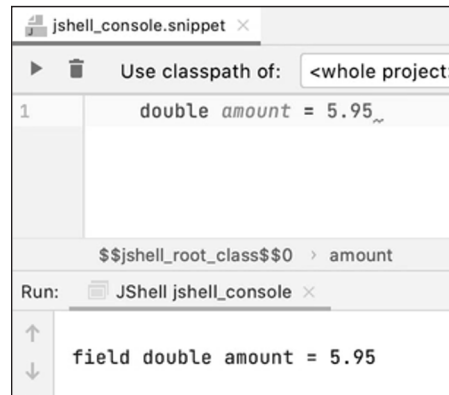 jshell_console.snippet
Use classpath of: <whole project
1 double amount = 5.95
$$jshell_root_class$$0 › amount
Run: JShell jshell_console
field double amount = 5.95